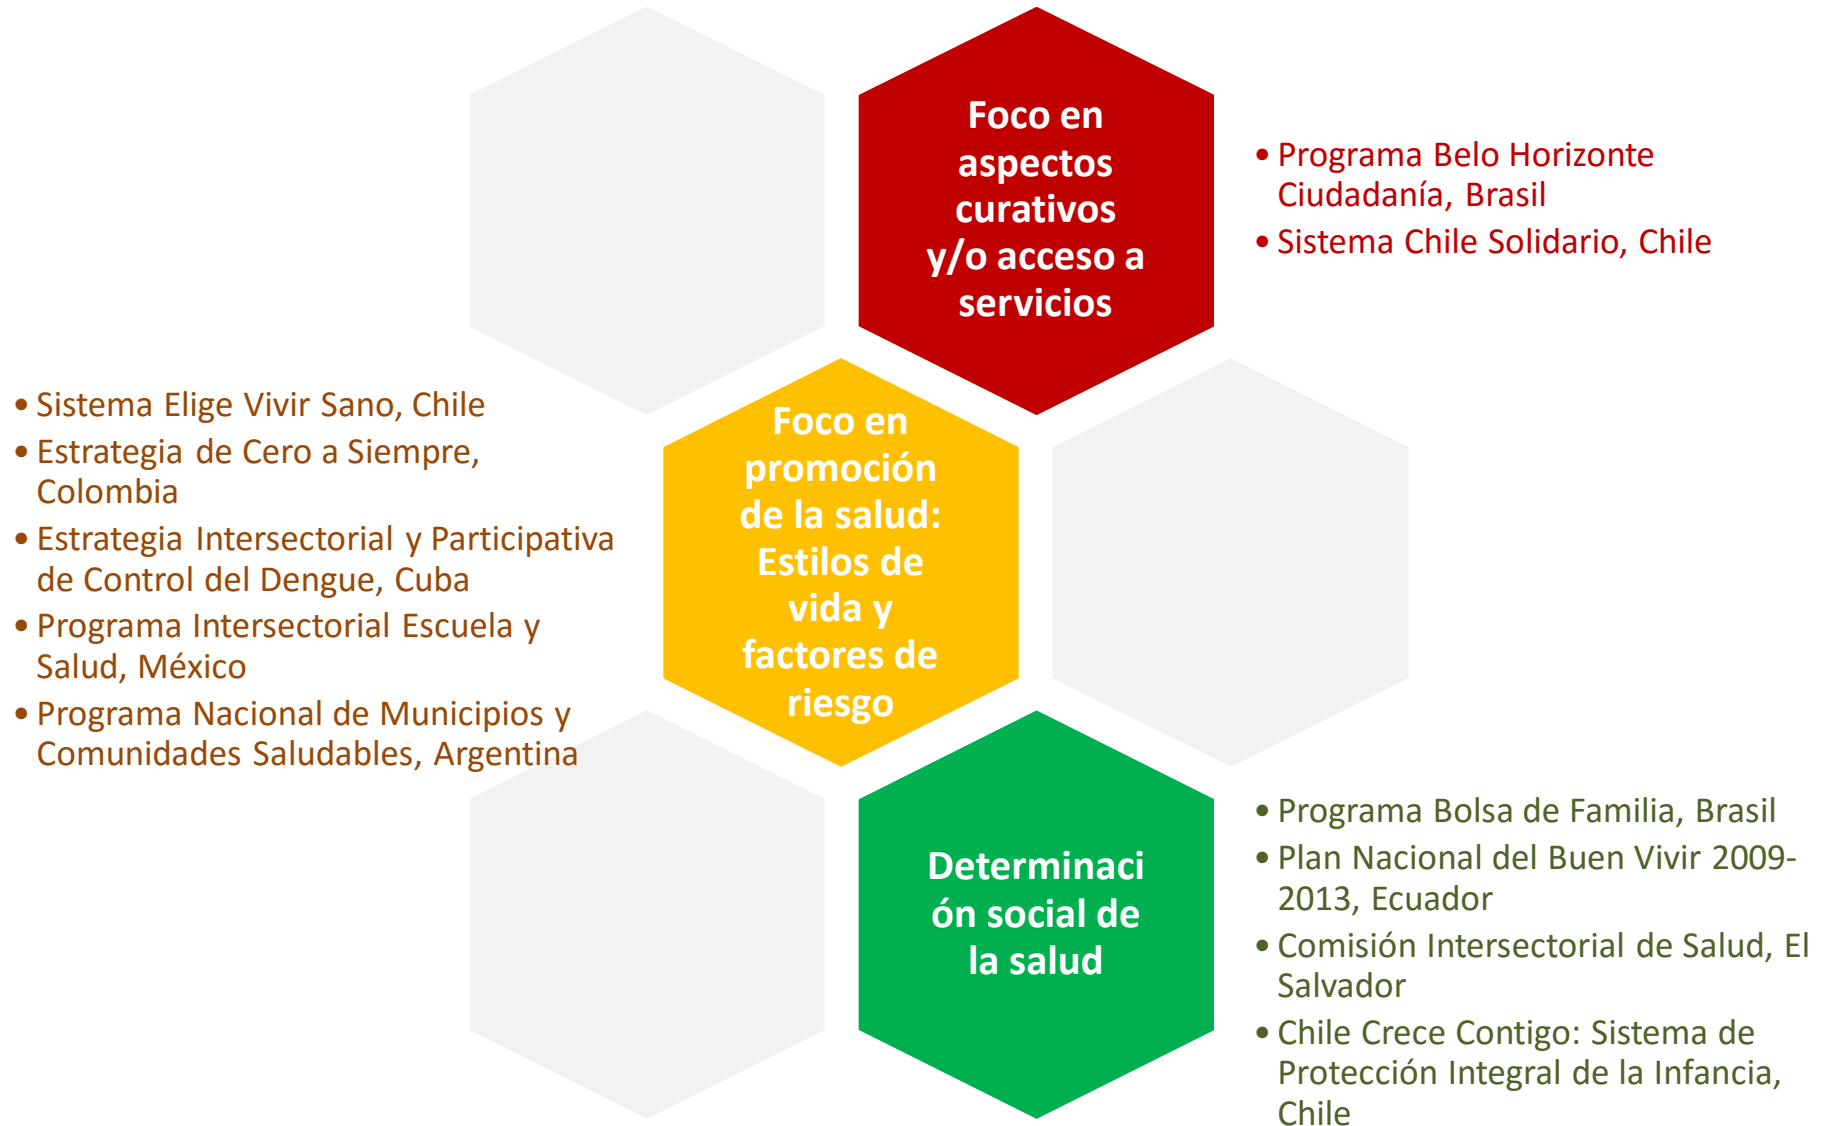 Foco en
aspectos
curativos
y/o acceso a
servicios
• Programa Belo Horizonte
Ciudadanía, Brasil
• Sistema Chile Solidario, Chile
Foco en
promoción
de la salud:
Estilos de
vida y
factores de
riesgo
• Sistema Elige Vivir Sano, Chile
• Estrategia de Cero a Siempre,
Colombia
• Estrategia Intersectorial y Participativa
de Control del Dengue, Cuba
• Programa Intersectorial Escuela y
Salud, México
• Programa Nacional de Municipios y
Comunidades Saludables, Argentina
Determinaci
ón social de
la salud
• Programa Bolsa de Familia, Brasil
• Plan Nacional del Buen Vivir 2009-
2013, Ecuador
• Comisión Intersectorial de Salud, El
Salvador
• Chile Crece Contigo: Sistema de
Protección Integral de la Infancia,
Chile